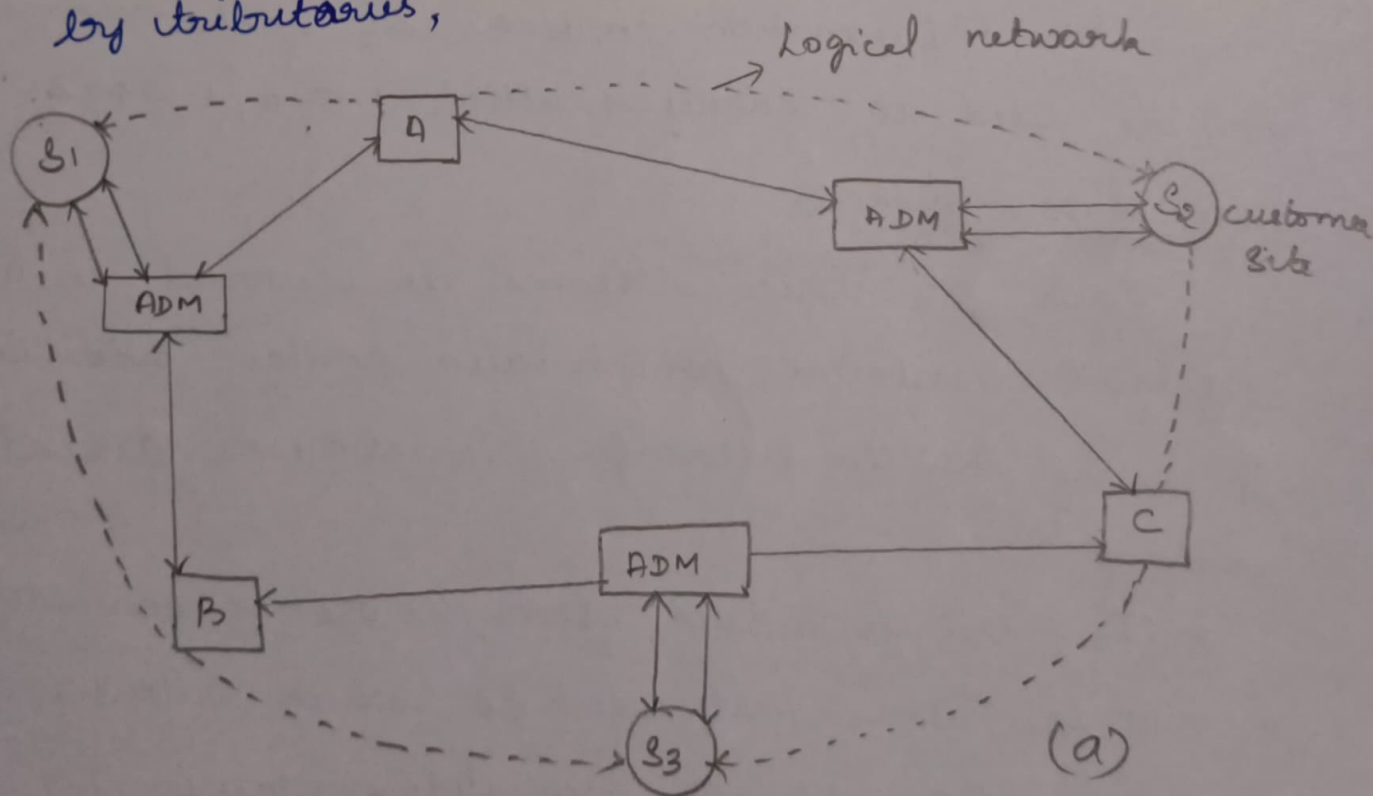 by tributaries,
Logical network
A
S1
ADM
S2
customer
site
ADM
C
ADM
B
S3
(a)